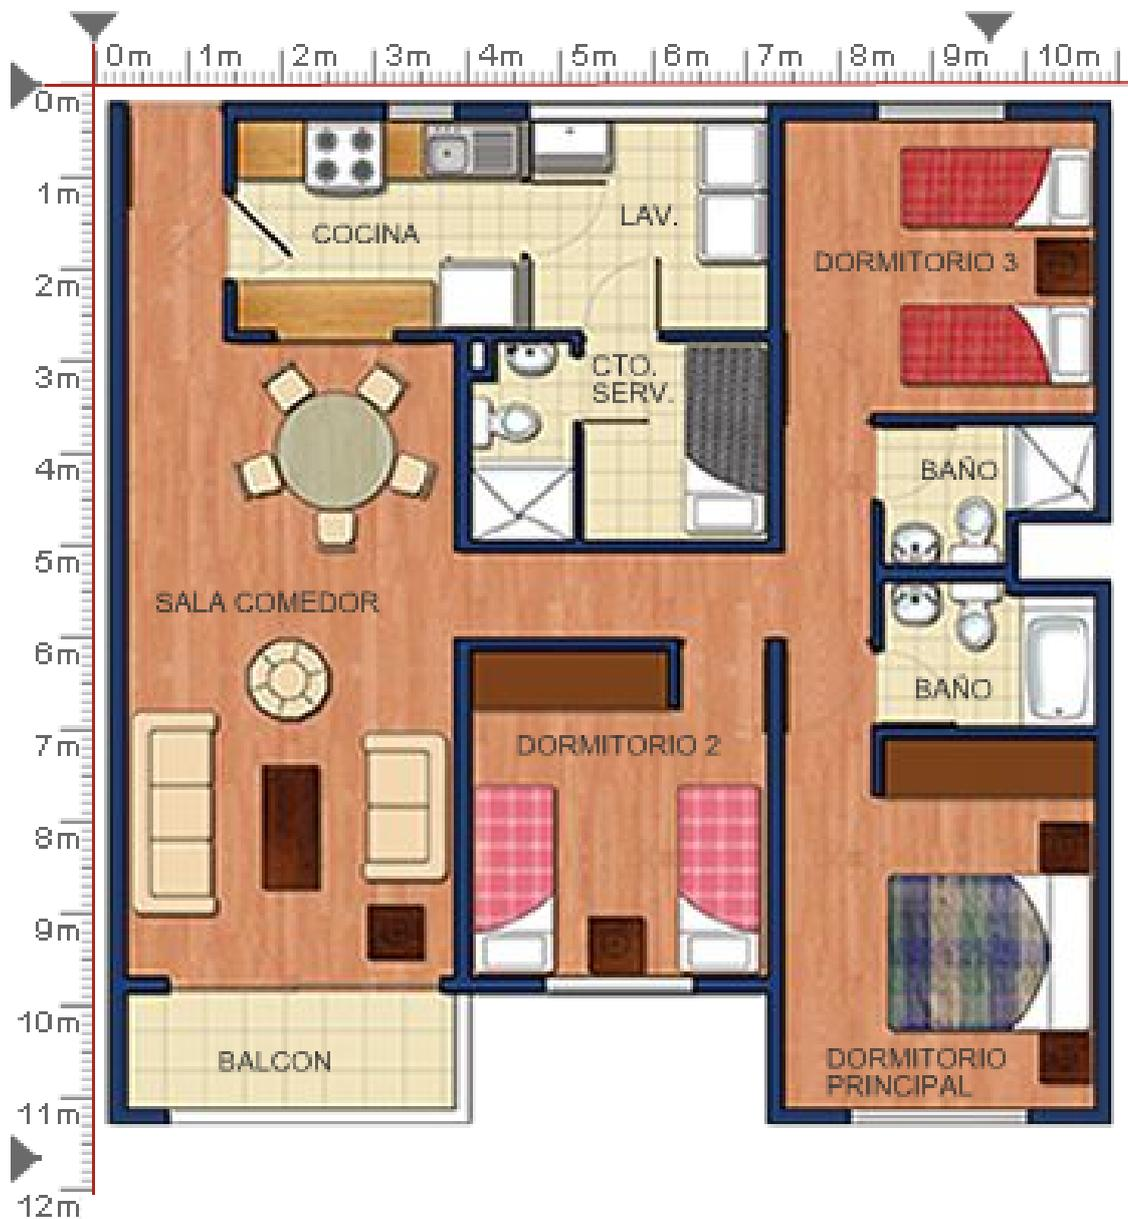 0m 1m 2m 3m 4m 5m 6m 7m 8m 9m 10m
0m
1m
2m
3m
4m
5m
6m
7m
8m
9m
10m
11m
12m
COCINA
LAV.
DORMITORIO 3
CTO.
SERV.
BAÑO
SALA COMEDOR
BAÑO
DORMITORIO 2
BALCON
DORMITORIO
PRINCIPAL